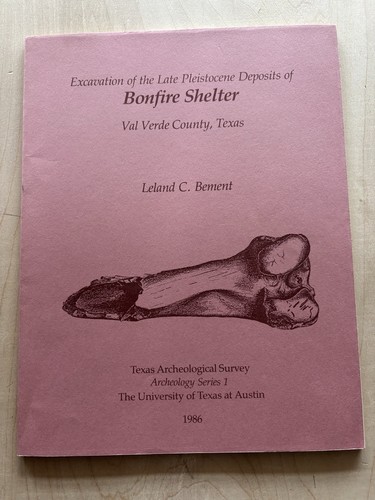 Excavation of the Late Pleistocene Deposits of
Bonfire Shelter
Val Verde County, Texas
Leland C. Bement
Texas Archeological Survey
Archeology Series 1
The University of Texas at Austin
1986